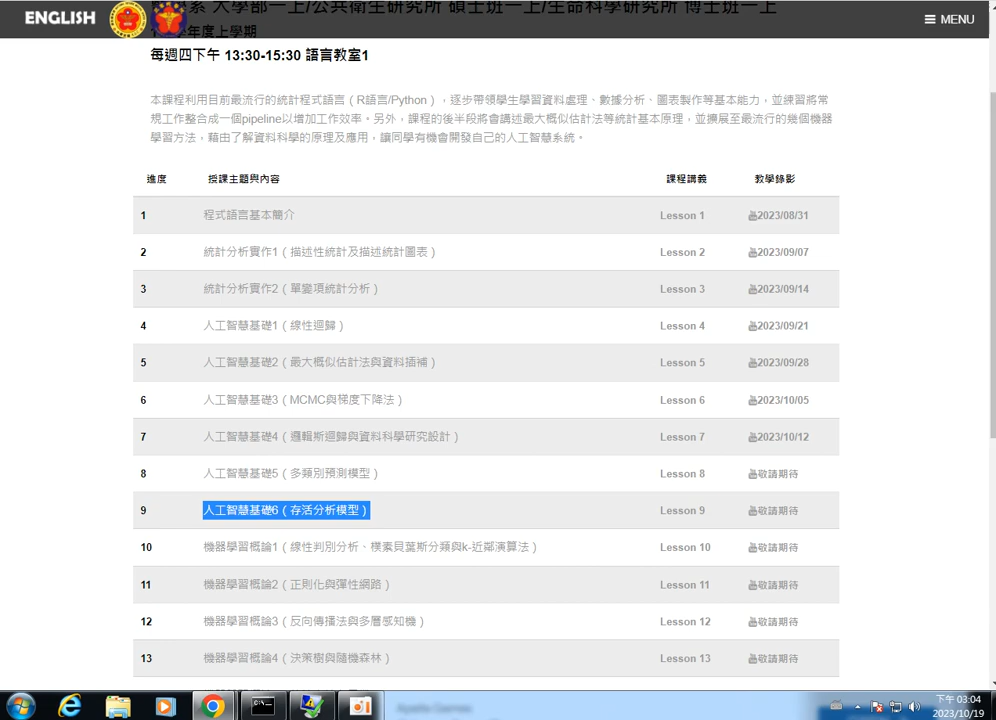 ENGLISH
系 大學部一上/公共衛生研究所 碩士班一上/生命科學研究所 博士班一上
MENU
學年度上學期
每週四下午 13:30-15:30 語言教室1
本課程利用目前最流行的統計程式語言（R語言/Python），逐步帶領學生學習資料處理、數據分析、圖表製作等基本能力，並練習將常
規工作整合成一個pipeline以增加工作效率。另外，課程的後半段將會講述最大概似估計法等統計基本原理，並擴展至最流行的幾個機器
學習方法，藉由了解資料科學的原理及應用，讓同學有機會開發自己的人工智慧系統。
進度 授課主題與內容 課程講義 教學錄影
1 程式語言基本簡介 Lesson 1 2023/08/31
2 統計分析實作1（描述性統計及描述統計圖表） Lesson 2 2023/09/07
3 統計分析實作2（單變項統計分析） Lesson 3 2023/09/14
4 人工智慧基礎1（線性迴歸） Lesson 4 2023/09/21
5 人工智慧基礎2（最大概似估計法與資料插補） Lesson 5 2023/09/28
6 人工智慧基礎3（MCMC與梯度下降法） Lesson 6 2023/10/05
7 人工智慧基礎4（邏輯斯迴歸與資料科學研究設計） Lesson 7 2023/10/12
8 人工智慧基礎5（多類別預測模型） Lesson 8 敬請期待
9 人工智慧基礎6（存活分析模型） Lesson 9 敬請期待
10 機器學習概論1（線性判別分析、樸素貝葉斯分類與k-近鄰演算法） Lesson 10 敬請期待
11 機器學習概論2（正則化與彈性網路） Lesson 11 敬請期待
12 機器學習概論3（反向傳播法與多層感知機） Lesson 12 敬請期待
13 機器學習概論4（決策樹與隨機森林） Lesson 13 敬請期待
下午 03:04
2023/10/19